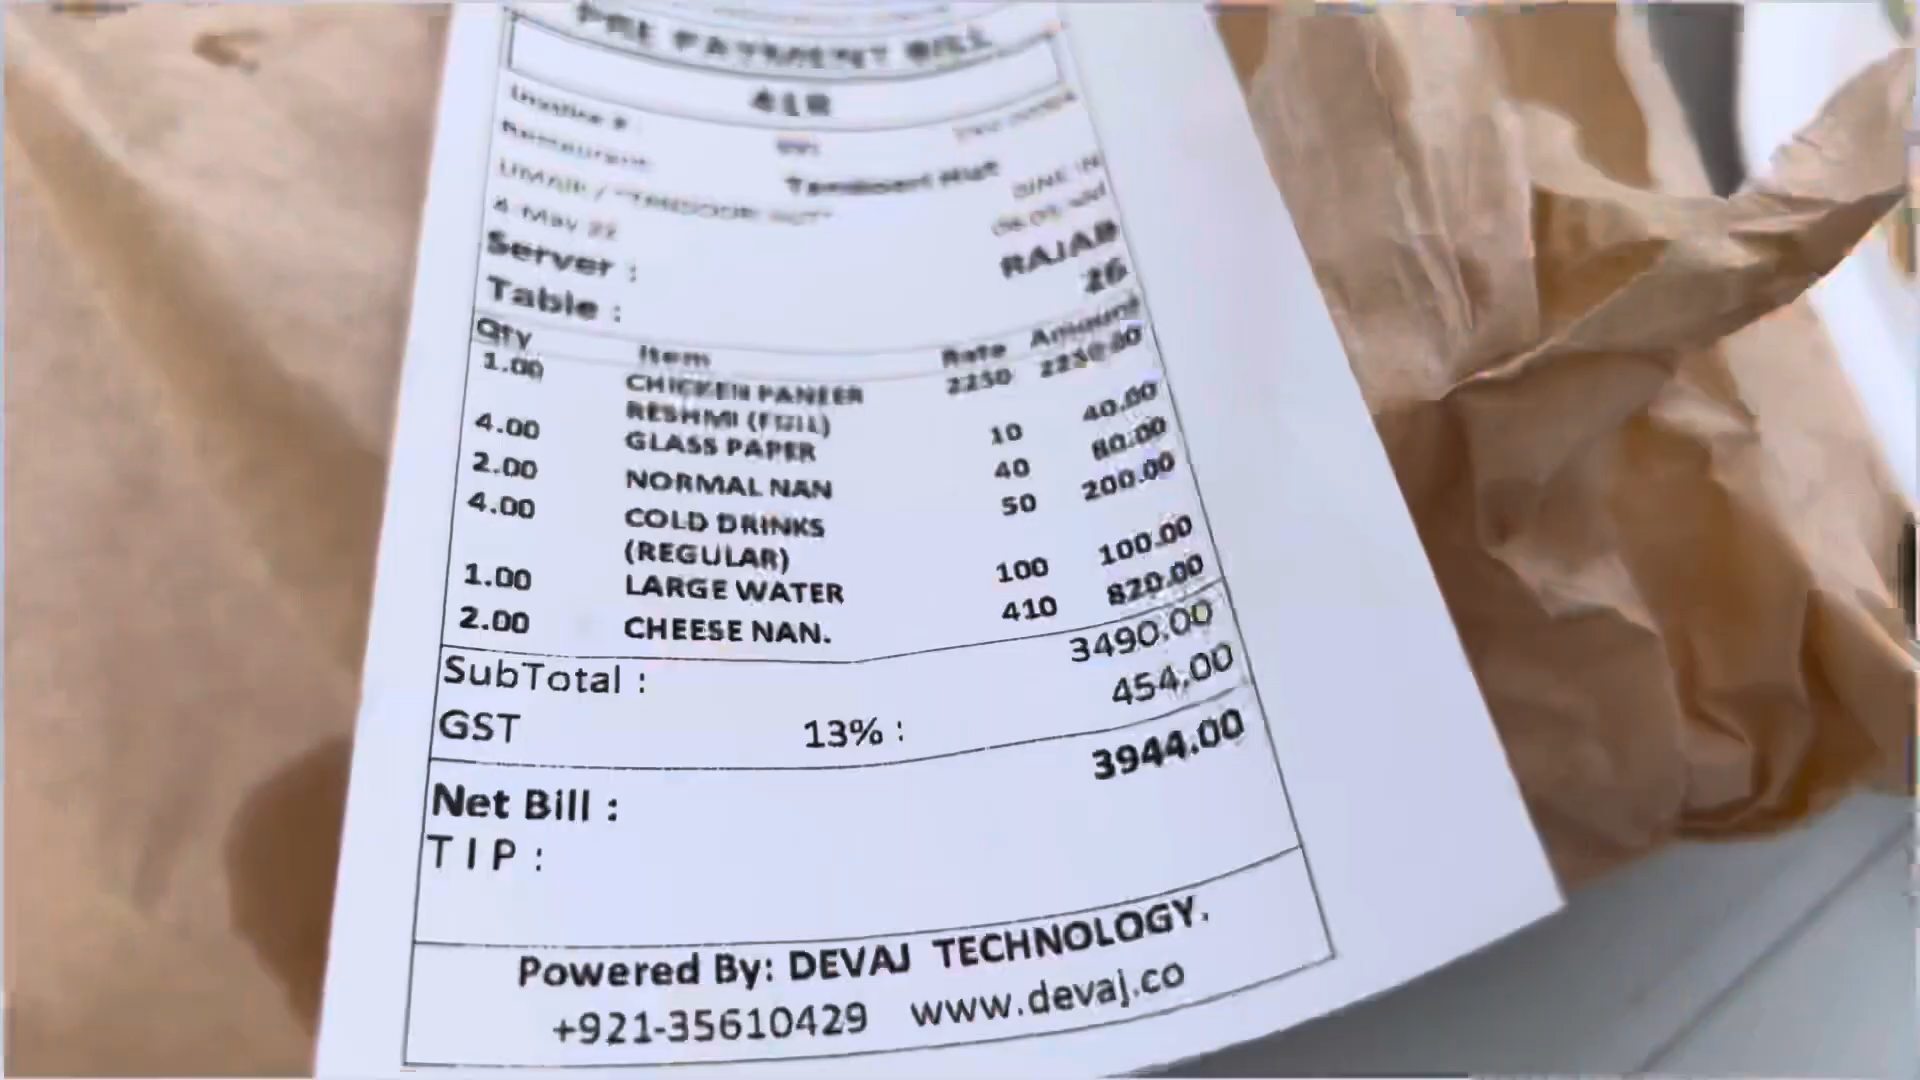 PRE PAYMENT BILL
Invoice #
Restaurant
4-May 22 DINE IN
Server : RAJAB
Table : 26
Qty Item Rate Amount
1.00 CHICKEN PANEER 2250 2250.00
RESHMI (FULL)
4.00 GLASS PAPER 10 40.00
2.00 NORMAL NAN 40 80.00
4.00 COLD DRINKS 50 200.00
(REGULAR)
1.00 LARGE WATER 100 100.00
2.00 CHEESE NAN. 410 820.00
SubTotal : 3490.00
GST 13% : 454.00
Net Bill : 3944.00
TIP :
Powered By: DEVAJ TECHNOLOGY.
+921-35610429 www.devaj.co